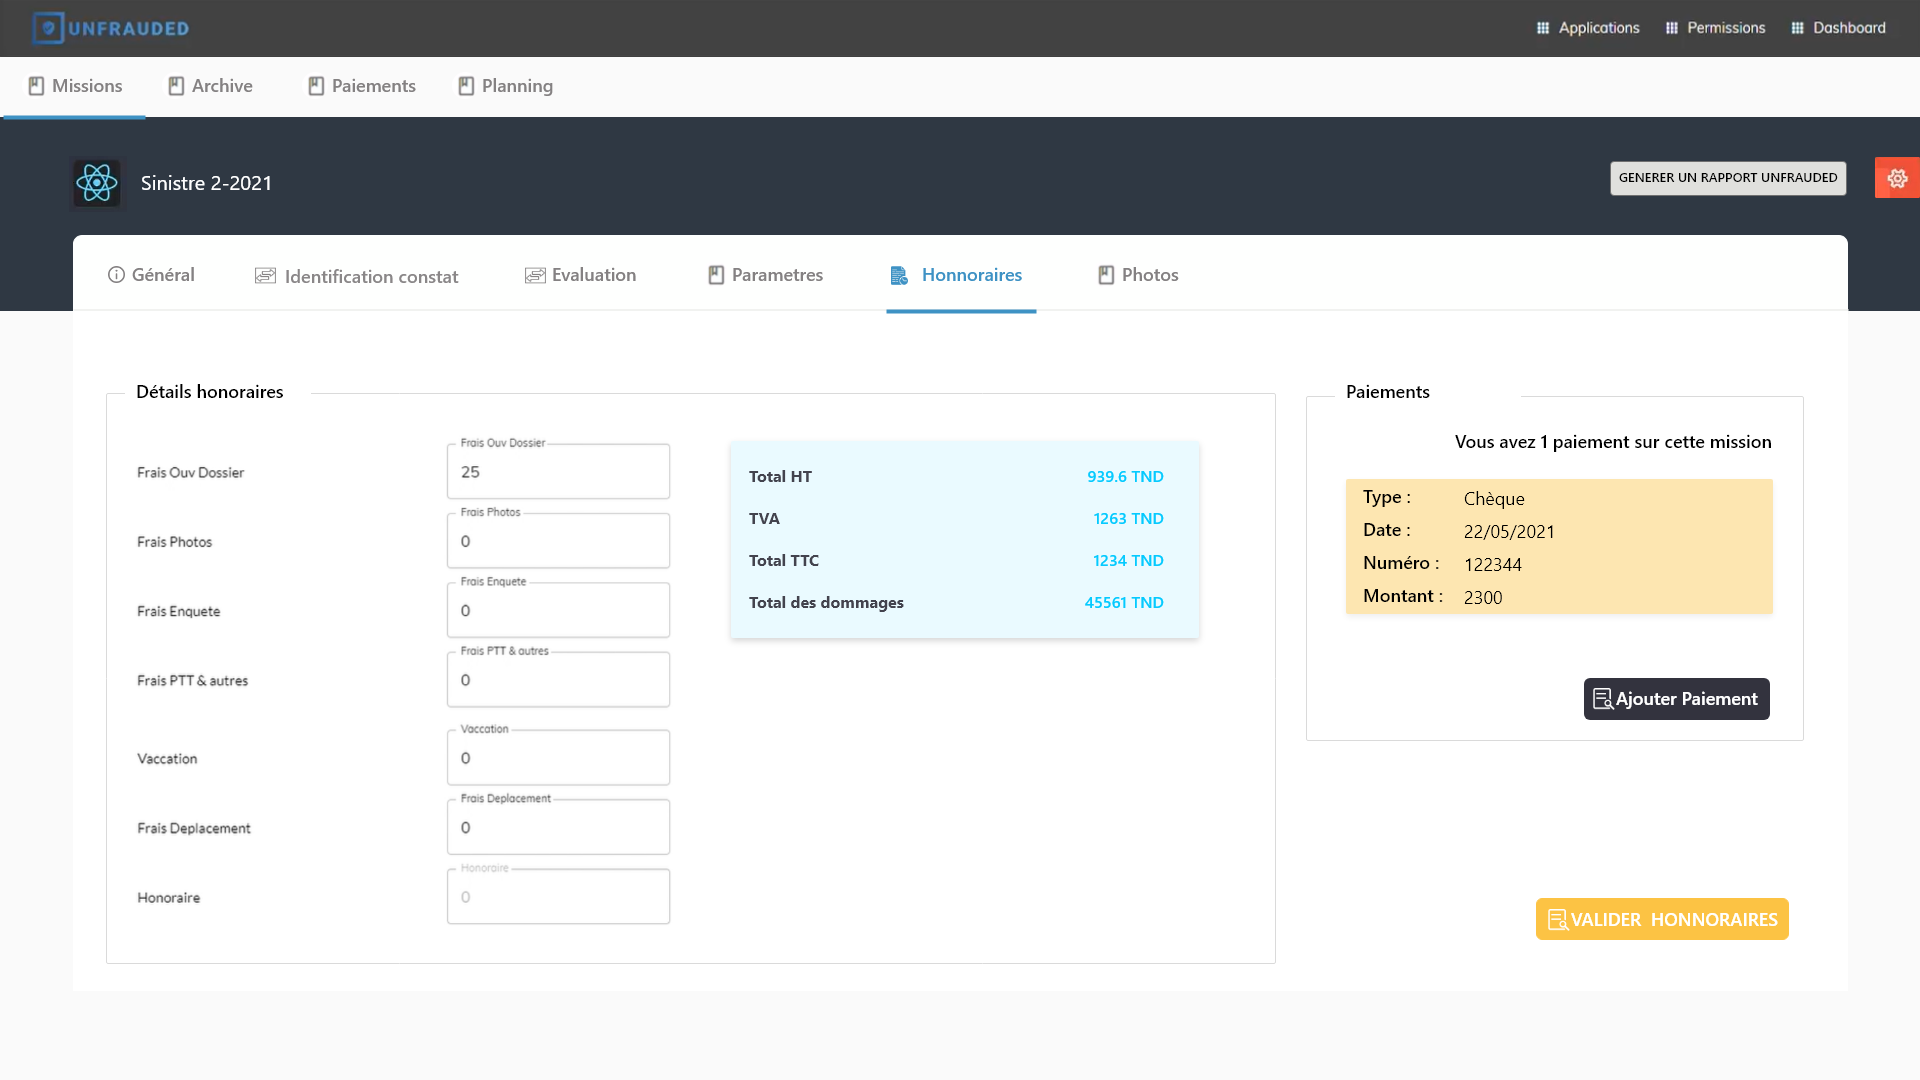 UNFRAUDED
Applications
Permissions
Dashboard
Missions
Archive
Paiements
Planning
Sinistre 2-2021
GENERER UN RAPPORT UNFRAUDED
Général
Identification constat
Evaluation
Parametres
Honnoraires
Photos
Détails honoraires
Frais Ouv Dossier
Frais Ouv Dossier
25
Frais Photos
Frais Photos
0
Frais Enquete
Frais Enquete
0
Frais PTT & autres
Frais PTT & autres
0
Vaccation
Vaccation
0
Frais Deplacement
Frais Deplacement
0
Honoraire
Honoraire
0
Total HT 939.6 TND
TVA 1263 TND
Total TTC 1234 TND
Total des dommages 45561 TND
Paiements
Vous avez 1 paiement sur cette mission
Type : Chèque
Date : 22/05/2021
Numéro : 122344
Montant : 2300
Ajouter Paiement
VALIDER HONNORAIRES